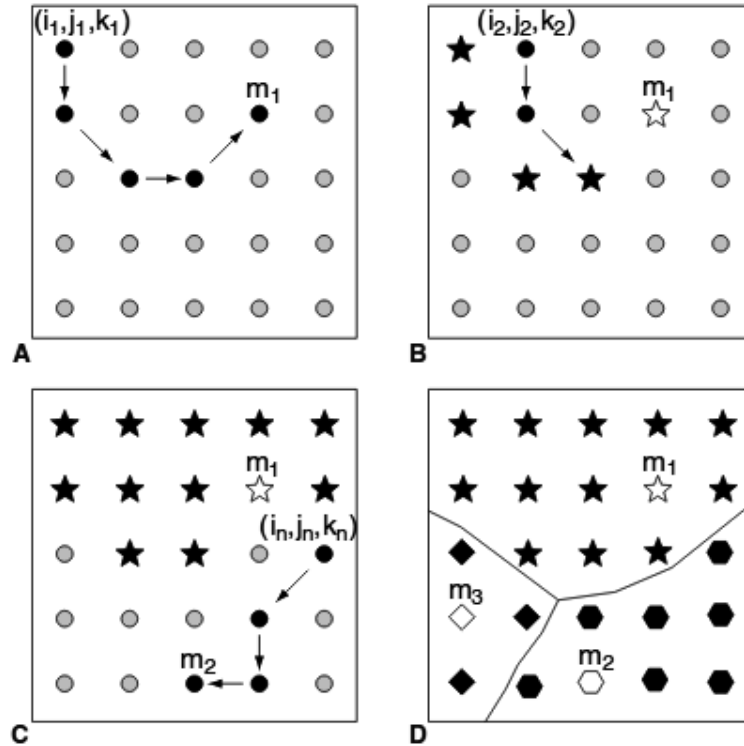 (i₁,j₁,k₁)
m₁
A
(i₂,j₂,k₂)
m₁
B
m₁
(iₙ,jₙ,kₙ)
m₂
C
m₁
m₃
m₂
D